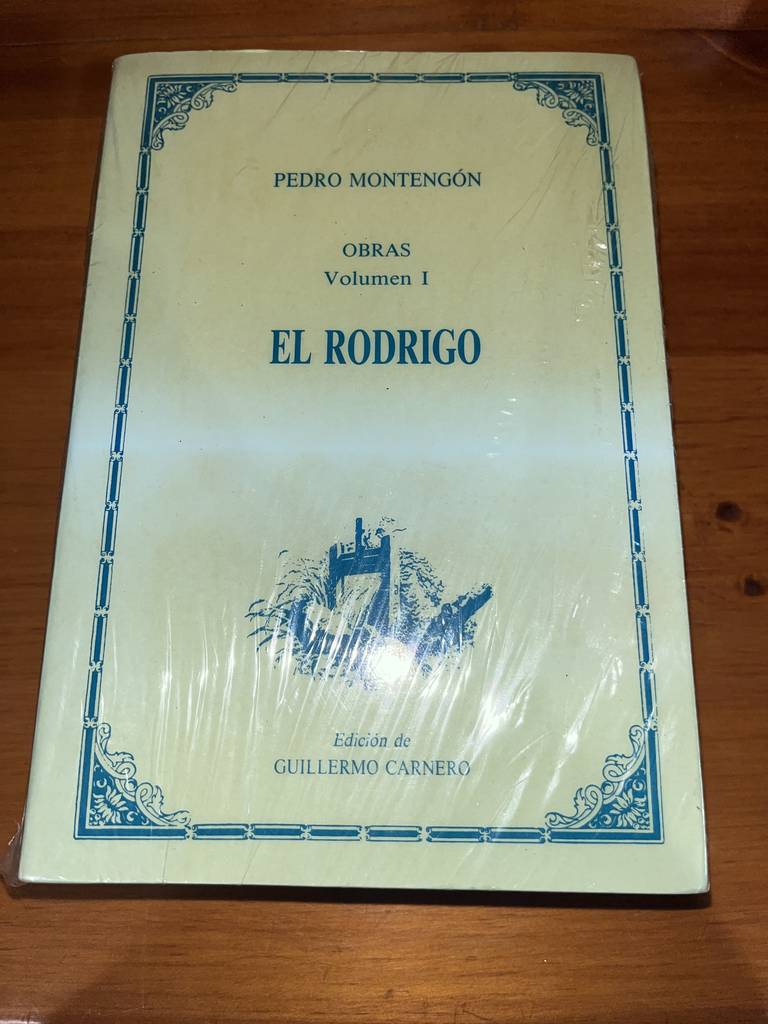 PEDRO MONTENGÓN
OBRAS
Volumen I
EL RODRIGO
Edición de
GUILLERMO CARNERO